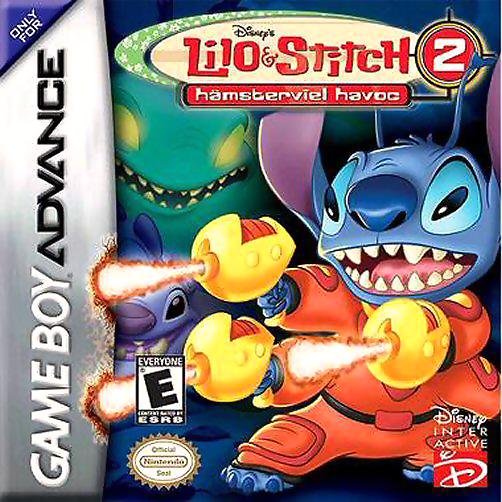 ONLY
FOR
GAME BOY ADVANCE
Disney's
Lilo & Stitch 2
hämsterviel havoc
EVERYONE
E
CONTENT RATED BY
ESRB
Official
Nintendo
Seal
Disney
INTER
ACTIVE
D